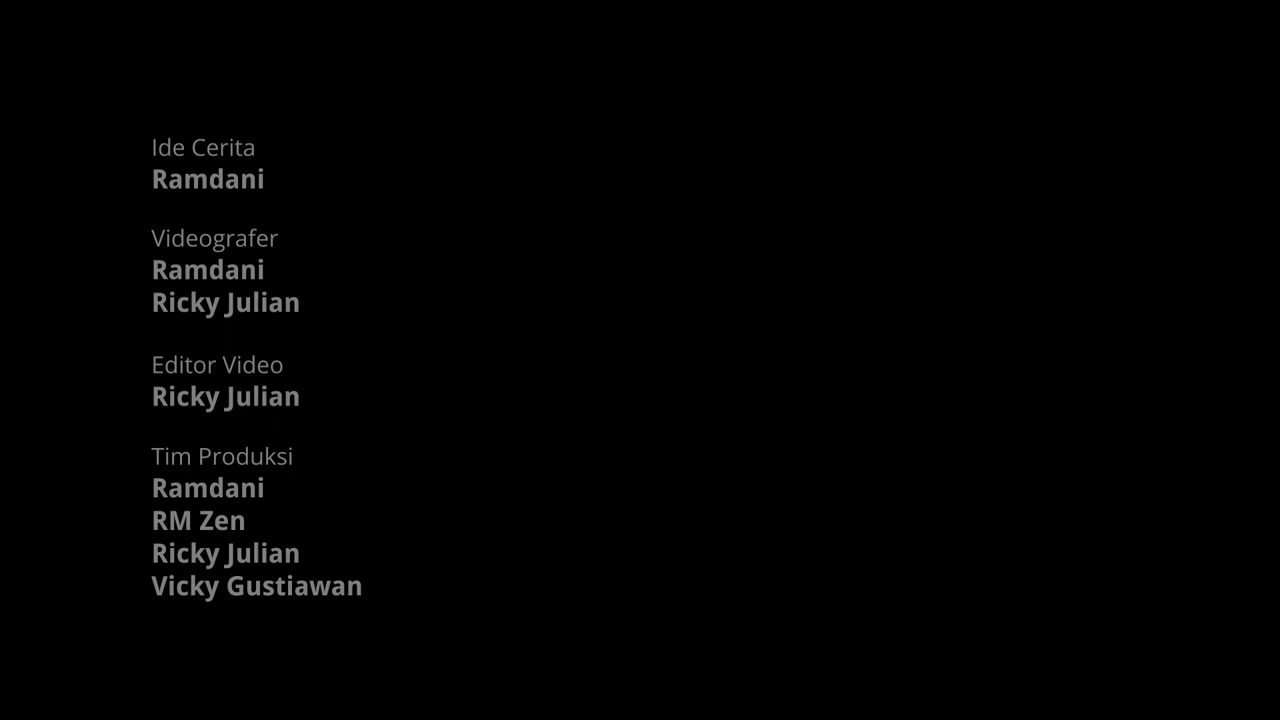 Ide Cerita
Ramdani
Videografer
Ramdani
Ricky Julian
Editor Video
Ricky Julian
Tim Produksi
Ramdani
RM Zen
Ricky Julian
Vicky Gustiawan